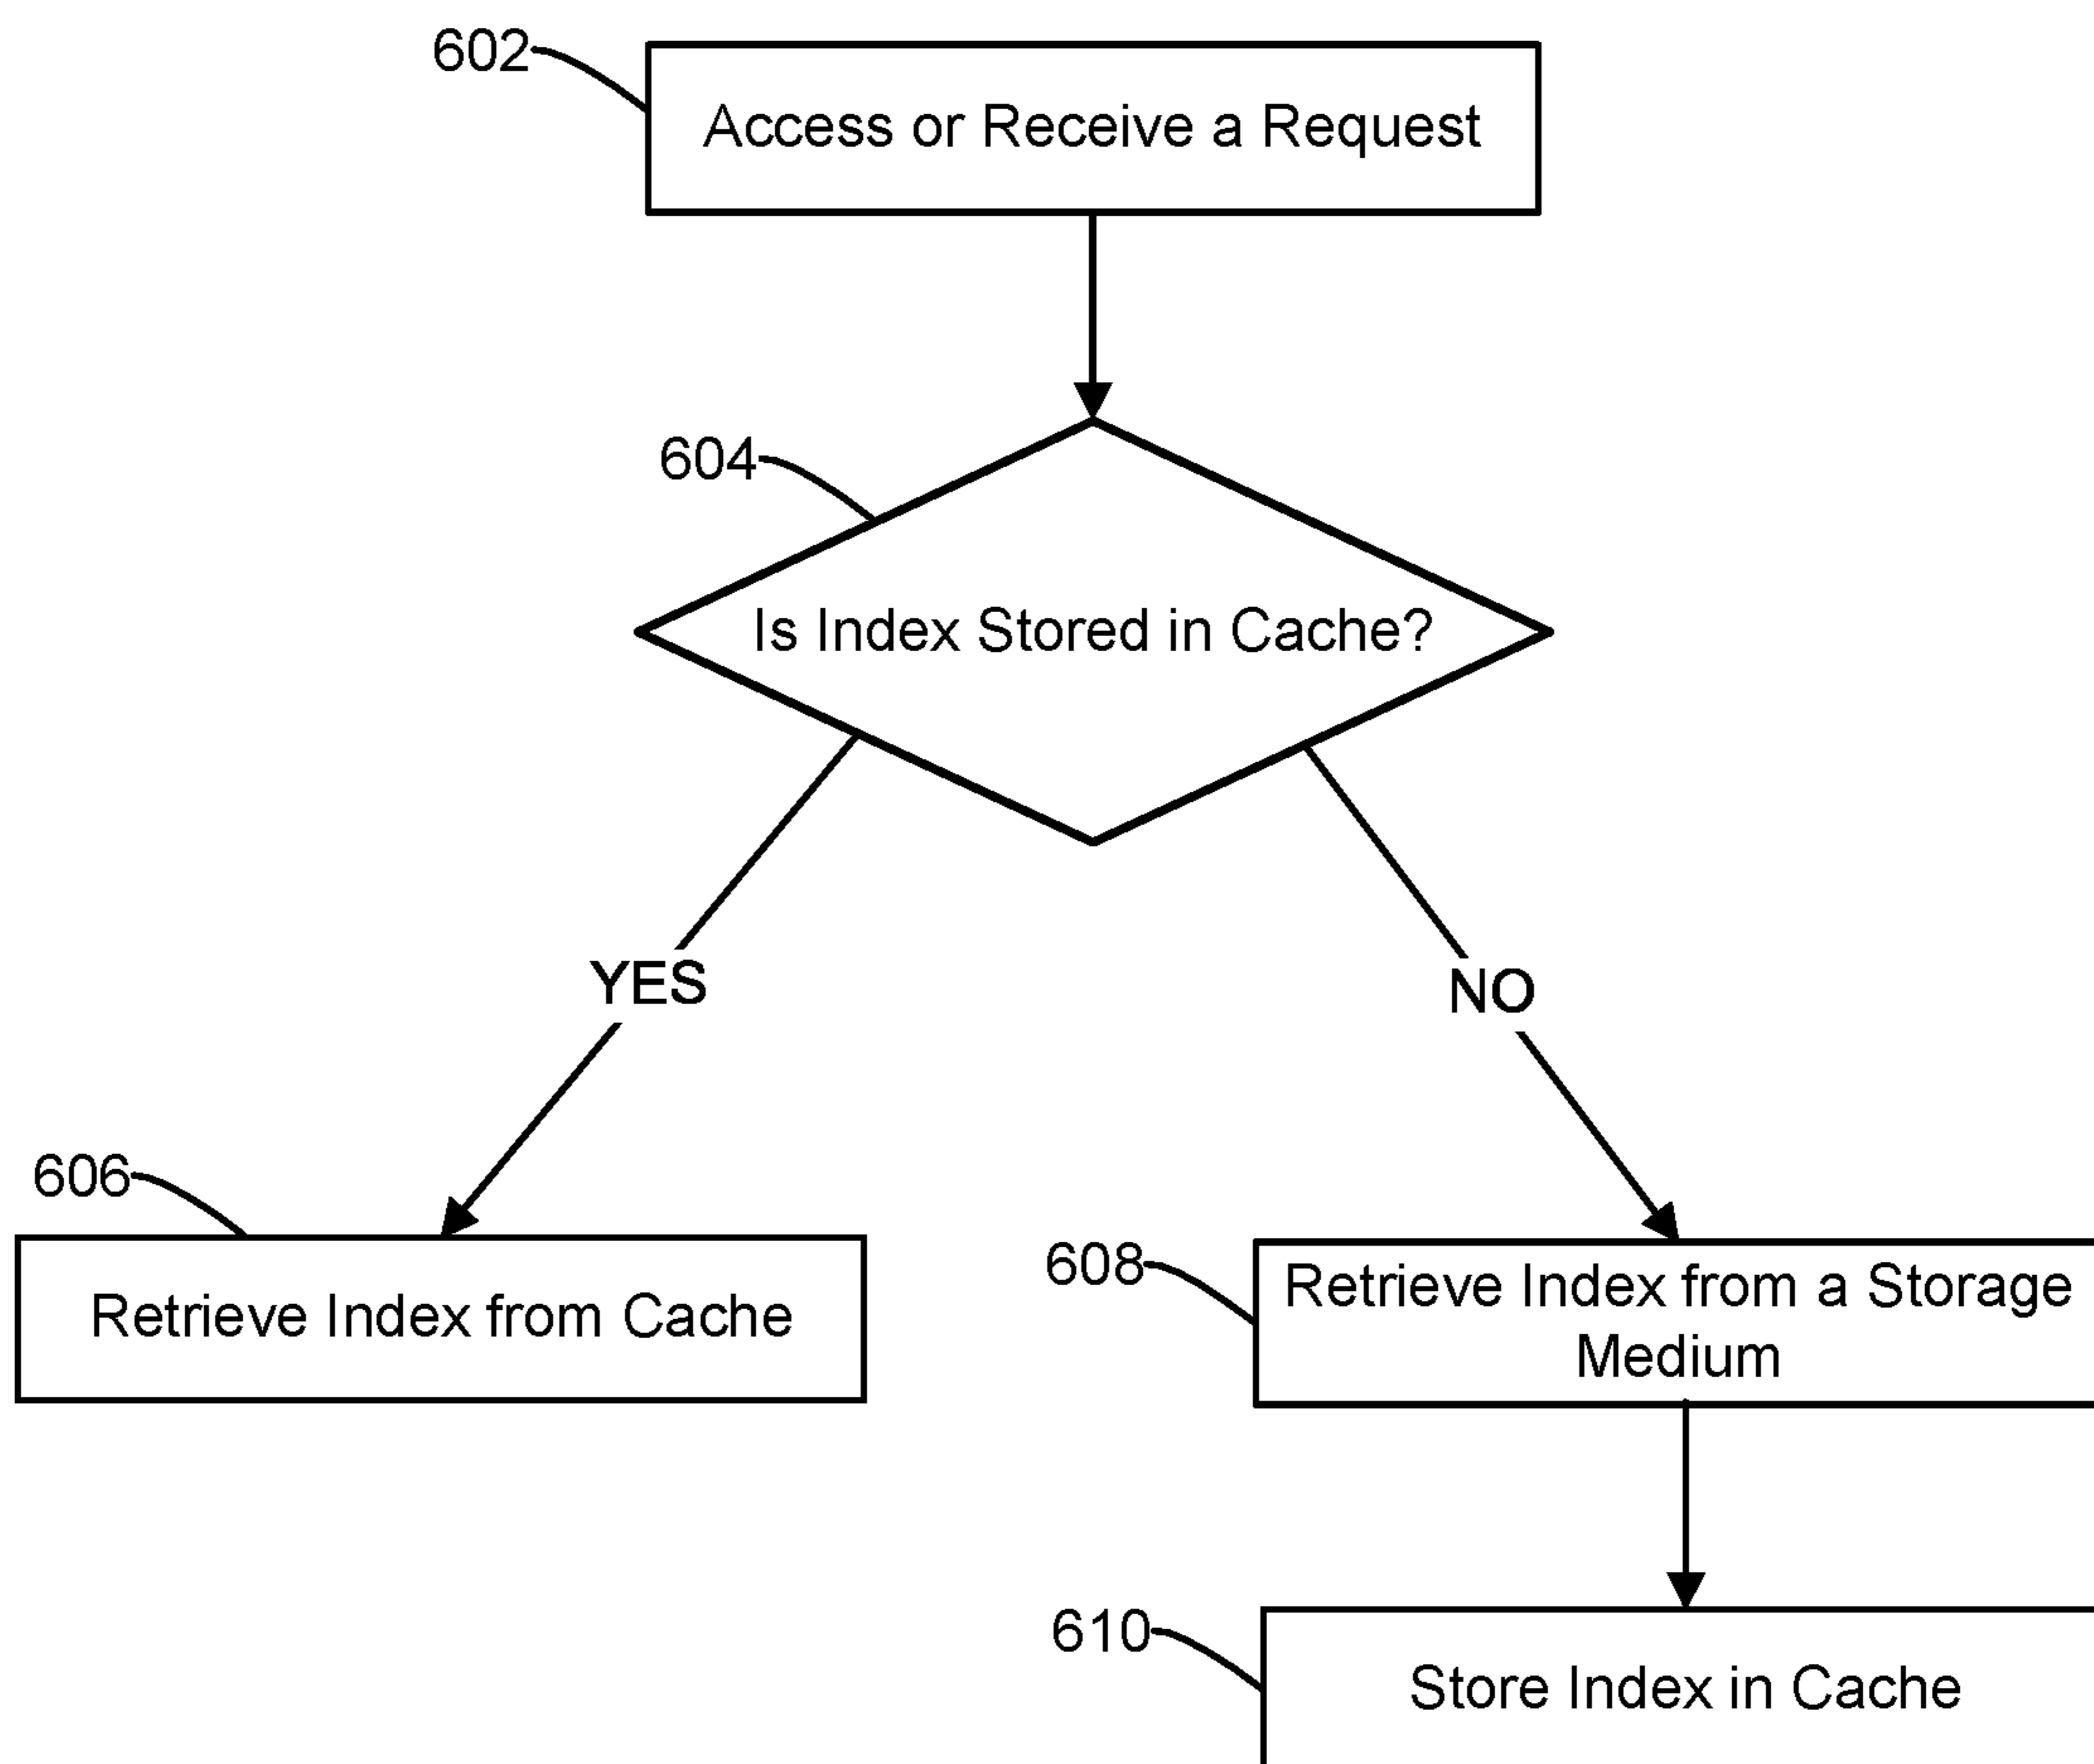 602
Access or Receive a Request
604
Is Index Stored in Cache?
YES
NO
606
Retrieve Index from Cache
608
Retrieve Index from a Storage
Medium
610
Store Index in Cache